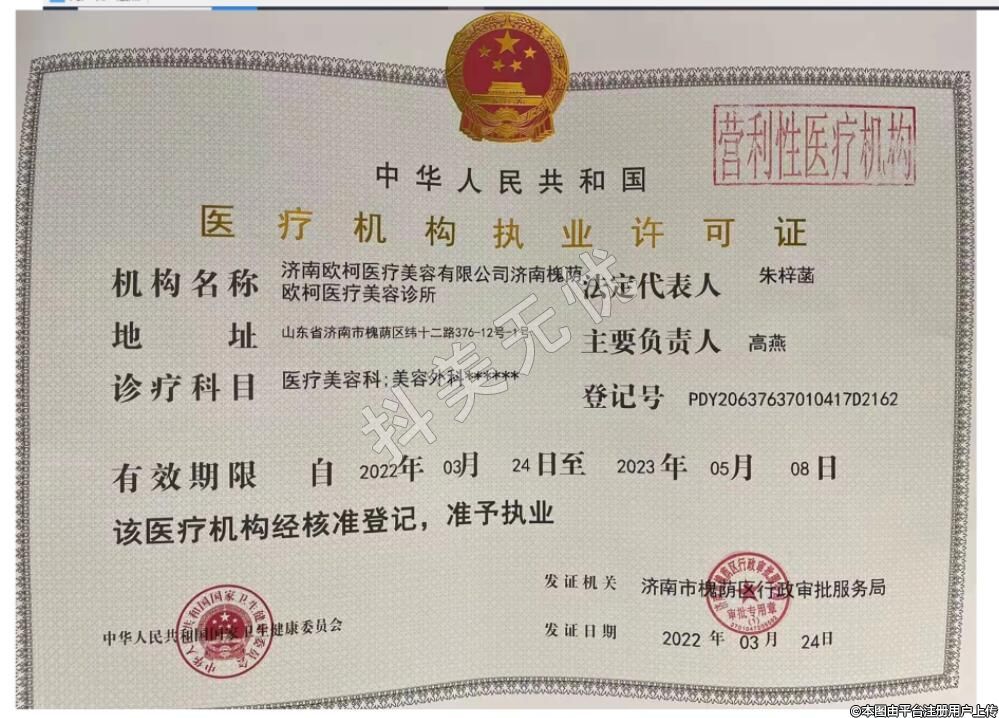 营利性医疗机构
中华人民共和国
医疗机构执业许可证
机构名称 济南欧柯医疗美容有限公司济南槐荫
欧柯医疗美容诊所
法定代表人 朱梓菡
地址 山东省济南市槐荫区纬十二路376-12号-1号
主要负责人 高燕
诊疗科目 医疗美容科;美容外科******
登记号 PDY20637637010417D2162
有效期限 自 2022年 03月 24日至 2023年 05月 08日
该医疗机构经核准登记，准予执业
发证机关 济南市槐荫区行政审批服务局
中华人民共和国国家卫生健康委员会
发证日期 2022年 03月 24日
审批专用章
(1)
抖美无忧
©本图由平台注册用户上传